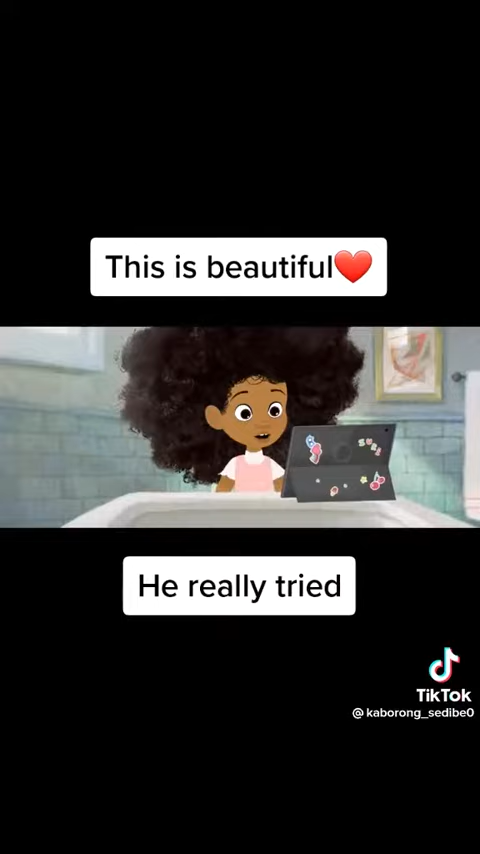 This is beautiful❤️
He really tried
TikTok
@kaborong_sedibe0